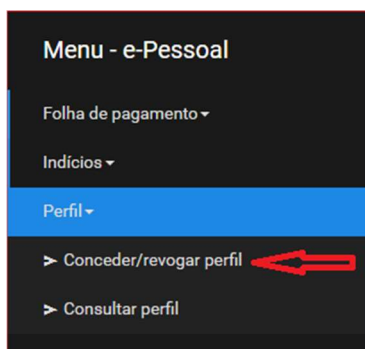 Menu - e-Pessoal
Folha de pagamento
Indícios
Perfil
Conceder/revogar perfil
Consultar perfil